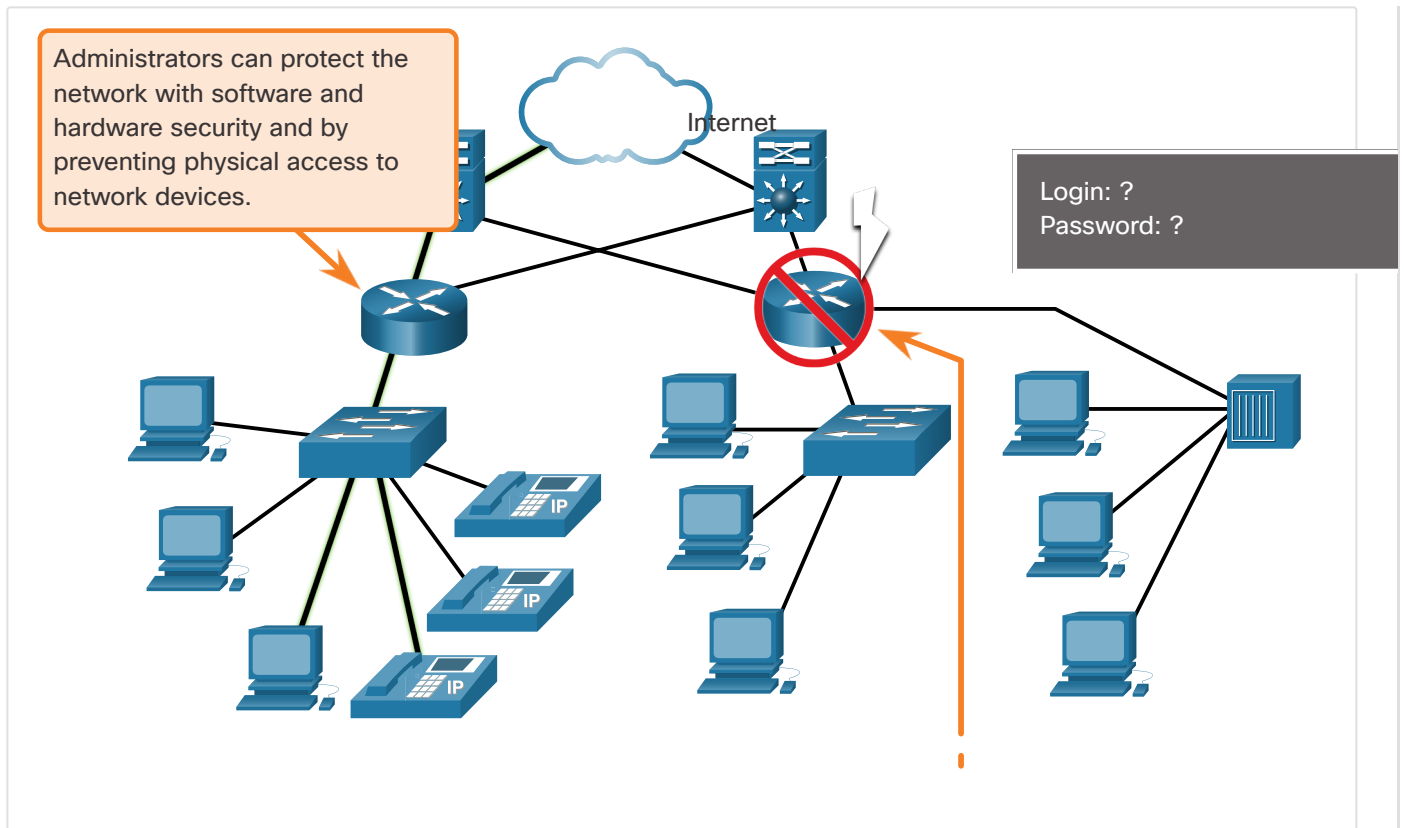 Administrators can protect the
network with software and
hardware security and by
preventing physical access to
network devices.
Internet
Login: ?
Password: ?
IP
IP
IP